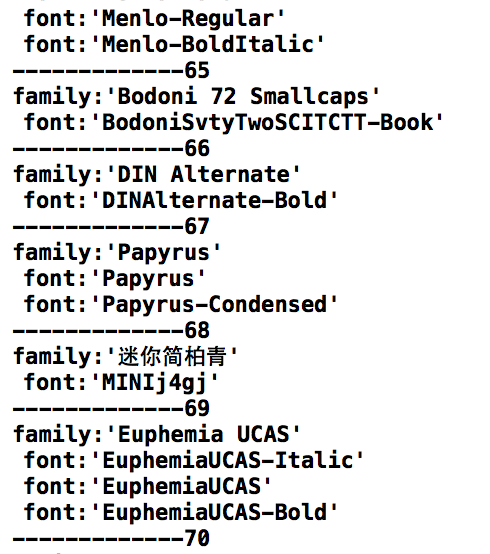 font:'Menlo-Regular'
font:'Menlo-BoldItalic'
-------------65
family:'Bodoni 72 Smallcaps'
font:'BodoniSvtyTwoSCITCTT-Book'
-------------66
family:'DIN Alternate'
font:'DINAlternate-Bold'
-------------67
family:'Papyrus'
font:'Papyrus'
font:'Papyrus-Condensed'
-------------68
family:'迷你简柏青'
font:'MINIj4gj'
-------------69
family:'Euphemia UCAS'
font:'EuphemiaUCAS-Italic'
font:'EuphemiaUCAS'
font:'EuphemiaUCAS-Bold'
-------------70